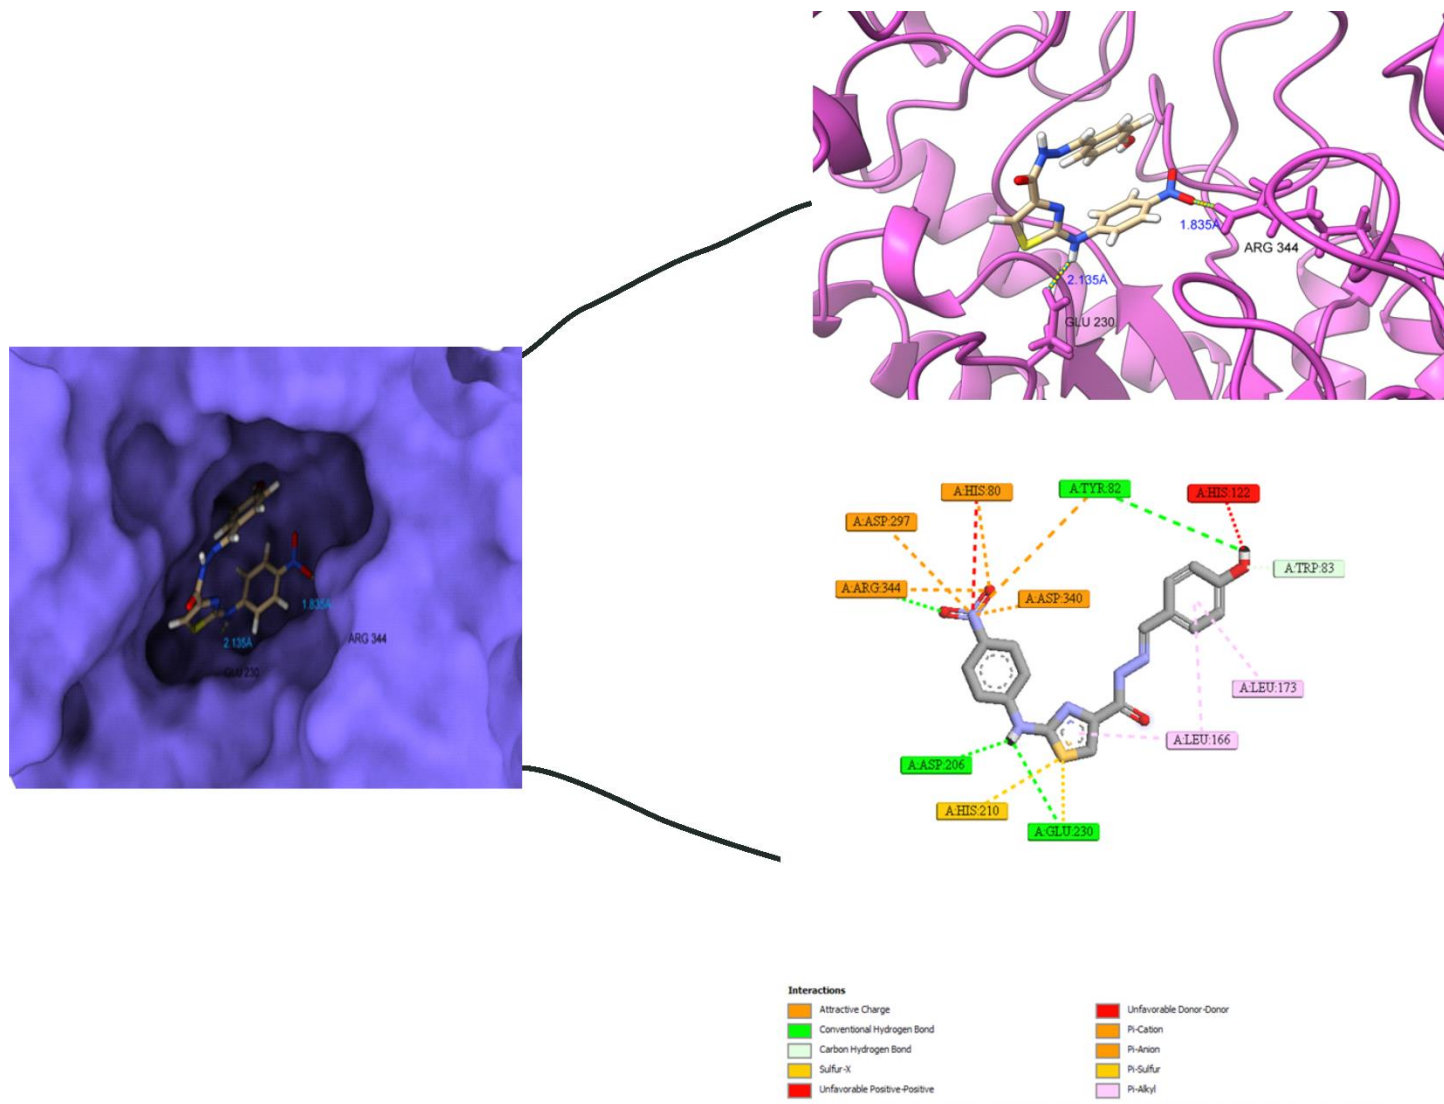 1.835Å
ARG 344
2.135Å
GLU 230
1.835Å
ARG 344
2.135Å
GLU 230
A:HIS:80
A:TYR:82
A:HIS:122
A:ASP:297
A:TRP:83
A:ARG:344
A:ASP:340
A:LEU:173
A:LEU:166
A:ASP:206
A:HIS:210
A:GLU:230
Interactions
Attractive Charge
Conventional Hydrogen Bond
Carbon Hydrogen Bond
Sulfur-X
Unfavorable Positive-Positive
Unfavorable Donor-Donor
Pi-Cation
Pi-Anion
Pi-Sulfur
Pi-Alkyl